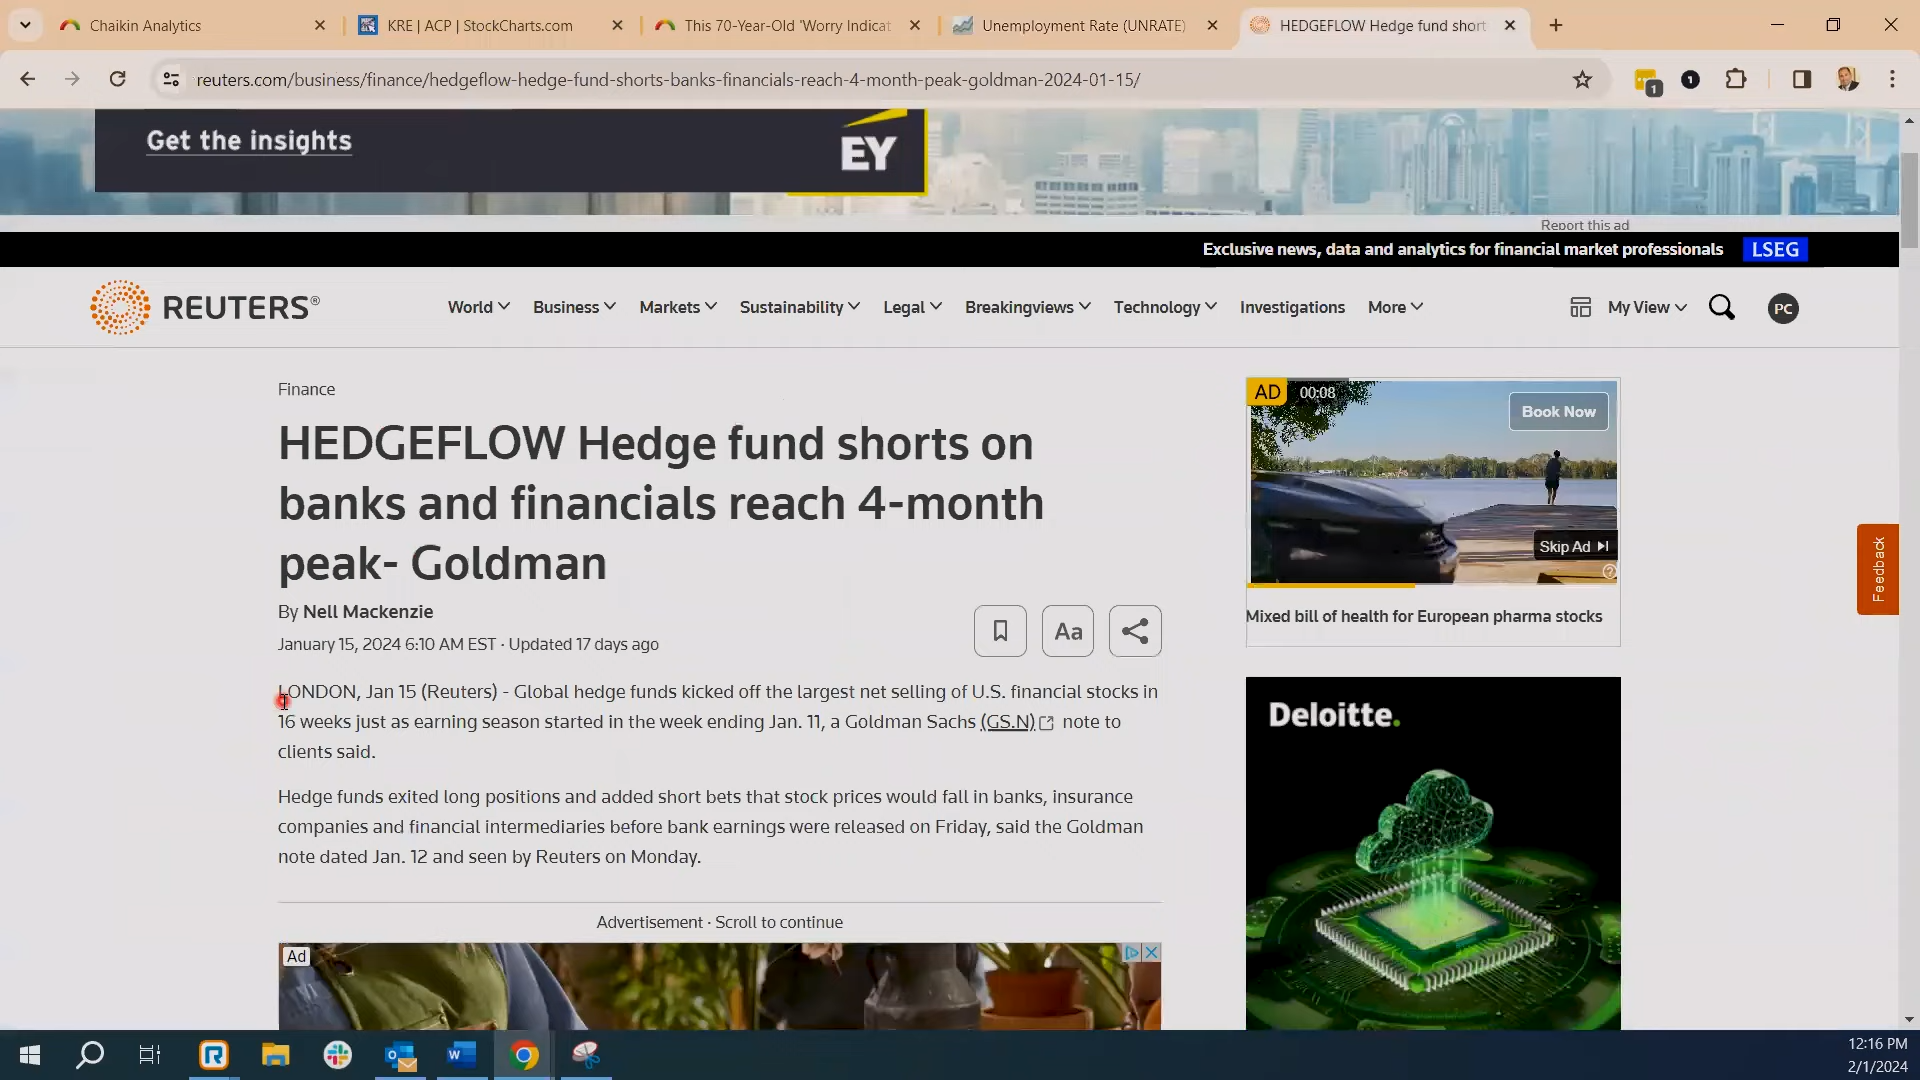 Chaikin Analytics
KRE | ACP | StockCharts.com
This 70-Year-Old 'Worry Indicat
Unemployment Rate (UNRATE)
HEDGEFLOW Hedge fund short
reuters.com/business/finance/hedgeflow-hedge-fund-shorts-banks-financials-reach-4-month-peak-goldman-2024-01-15/
1
1
Get the insights
EY
Report this ad
Exclusive news, data and analytics for financial market professionals LSEG
REUTERS®
World
Business
Markets
Sustainability
Legal
Breakingviews
Technology
Investigations
More
My View
PC
Finance
HEDGEFLOW Hedge fund shorts on
banks and financials reach 4-month
peak- Goldman
By Nell Mackenzie
January 15, 2024 6:10 AM EST · Updated 17 days ago
Aa
LONDON, Jan 15 (Reuters) - Global hedge funds kicked off the largest net selling of U.S. financial stocks in
16 weeks just as earning season started in the week ending Jan. 11, a Goldman Sachs (GS.N) note to
clients said.
Hedge funds exited long positions and added short bets that stock prices would fall in banks, insurance
companies and financial intermediaries before bank earnings were released on Friday, said the Goldman
note dated Jan. 12 and seen by Reuters on Monday.
Advertisement · Scroll to continue
Ad
AD 00:08
Book Now
Skip Ad
Mixed bill of health for European pharma stocks
Deloitte.
Feedback
12:16 PM
2/1/2024